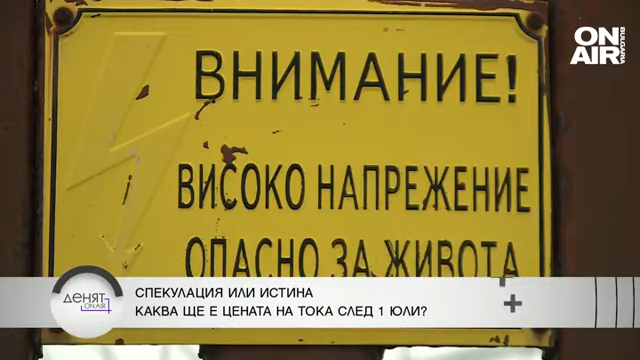 ON
AIR
BULGARIA
ВНИМАНИЕ!
ВИСОКО НАПРЕЖЕНИЕ
ОПАСНО ЗА ЖИВОТА
ДЕНЯТ
ON AIR
СПЕКУЛАЦИЯ ИЛИ ИСТИНА
КАКВА ЩЕ Е ЦЕНАТА НА ТОКА СЛЕД 1 ЮЛИ?